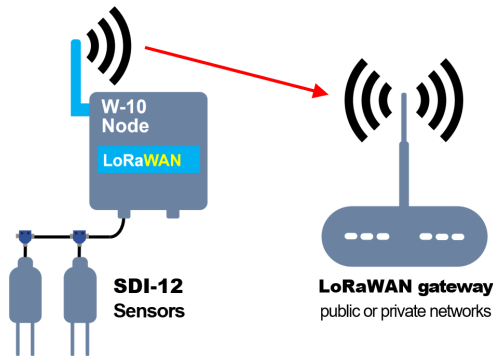 W-10
Node
LoRaWAN
SDI-12
Sensors
LoRaWAN gateway
public or private networks